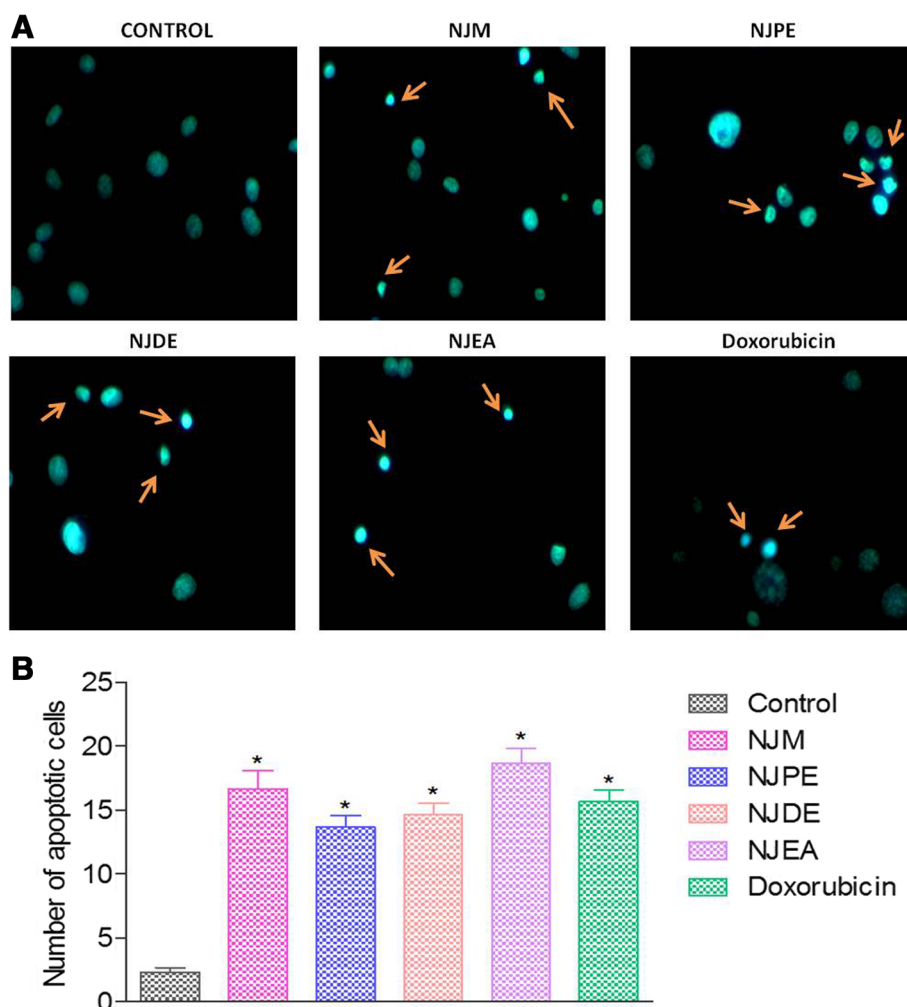 A
CONTROL NJM NJPE
NJDE NJEA Doxorubicin
B
Number of apoptotic cells
25
20
15
10
5
0
* * * * *
Control
NJM
NJPE
NJDE
NJEA
Doxorubicin